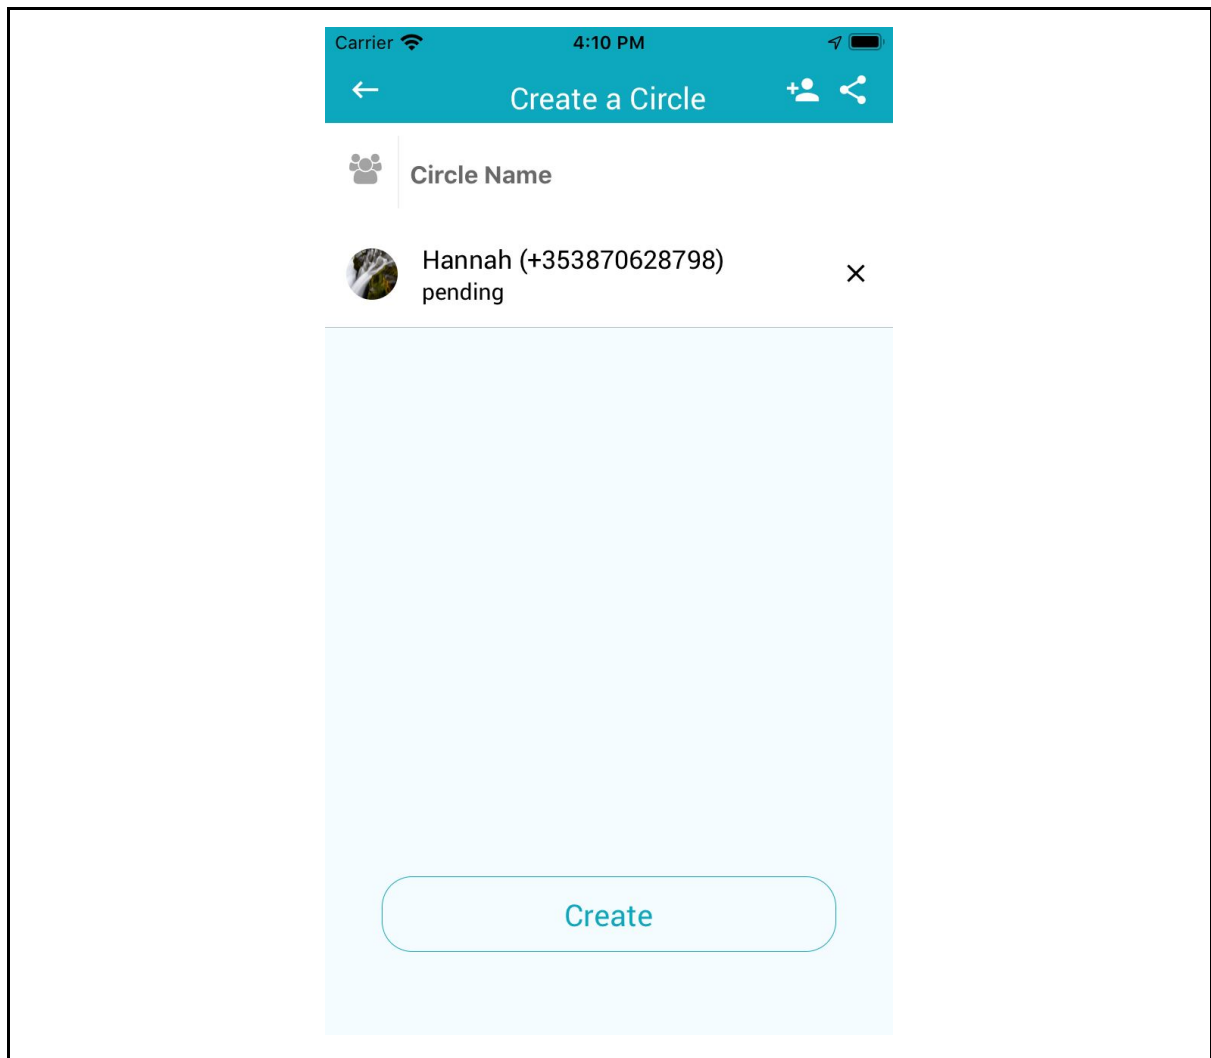 Carrier
4:10 PM
Create a Circle
Circle Name
Hannah (+353870628798)
pending
Create